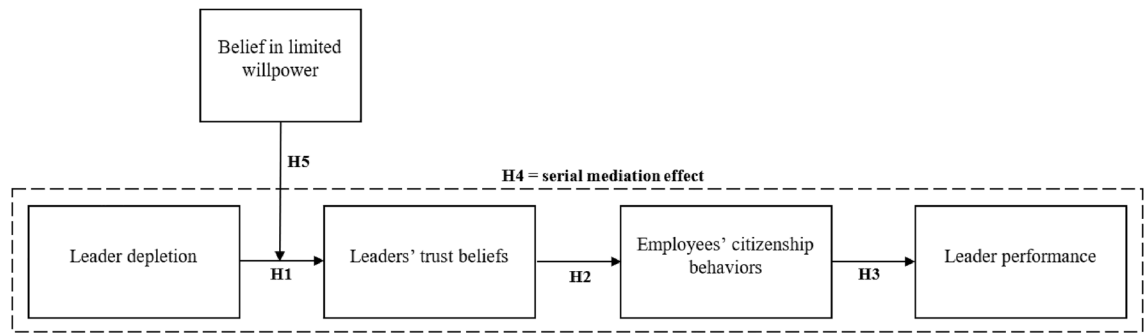 Belief in limited
willpower
H5
H4 = serial mediation effect
Leader depletion
H1
Leaders’ trust beliefs
H2
Employees’ citizenship
behaviors
H3
Leader performance